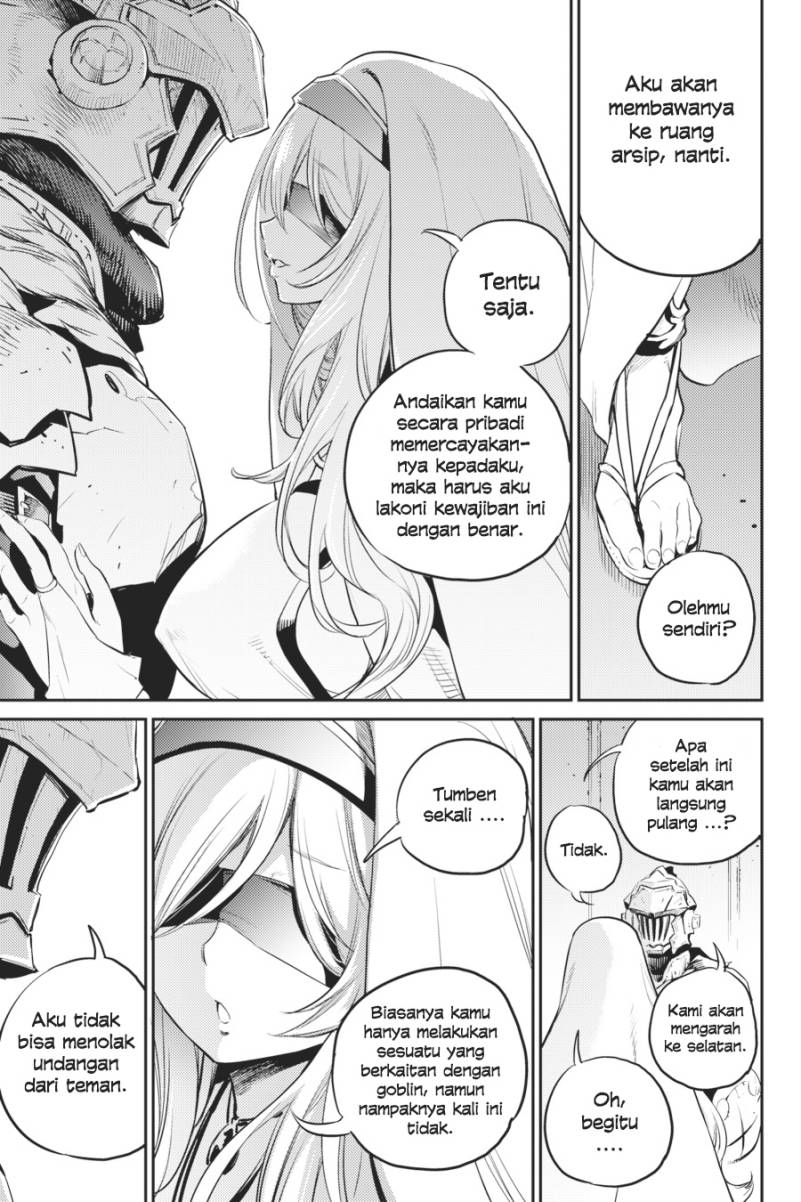 Aku akan
membawanya
ke ruang
arsip, nanti.
Olehmu
sendiri?
Tentu
saja.
Andaikan kamu
secara pribadi
memercayakan-
nya kepadaku,
maka harus aku
lakoni kewajiban ini
dengan benar.
Apa
setelah ini
kamu akan
langsung
pulang ...?
Tidak.
Kami akan
mengarah
ke selatan.
Oh,
begitu
....
Tumben
sekali ....
Biasanya kamu
hanya melakukan
sesuatu yang
berkaitan dengan
goblin, namun
nampaknya kali ini
tidak.
Aku tidak
bisa menolak
undangan
dari teman.